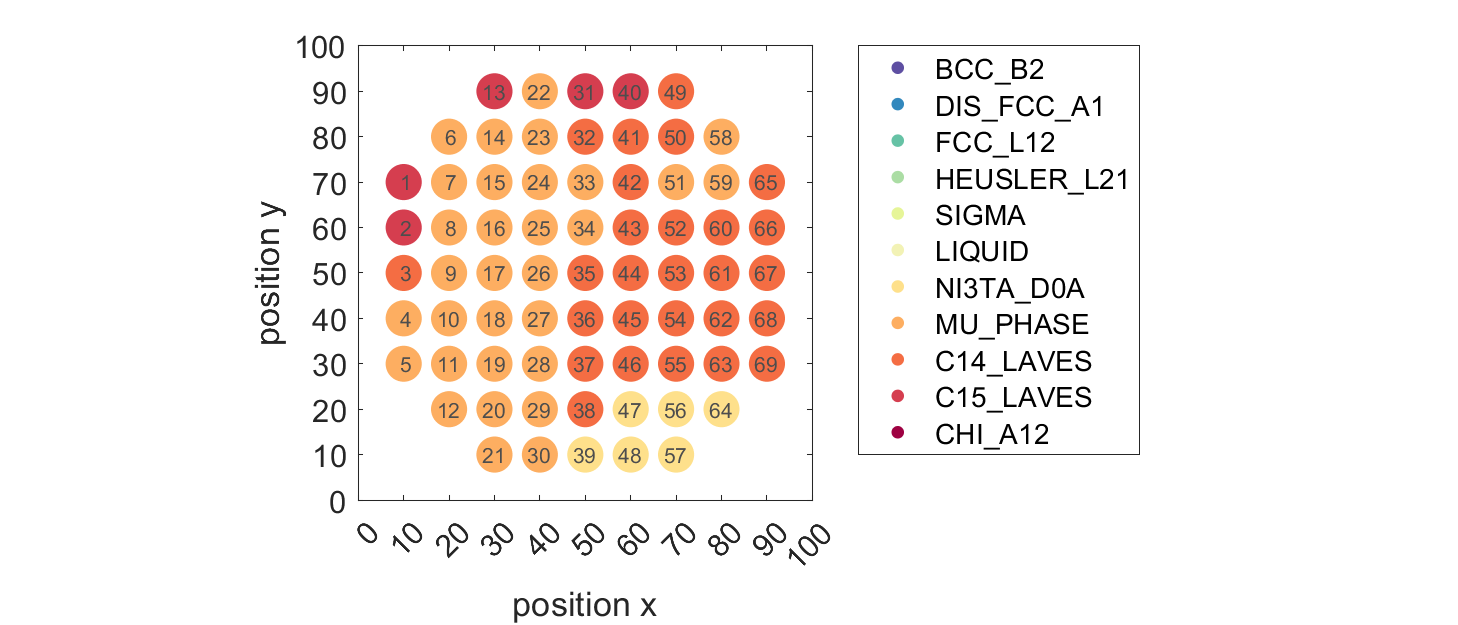 100
90
80
70
60
50
40
30
20
10
0
position y
13 22 31 40 49
6 14 23 32 41 50 58
1 7 15 24 33 42 51 59 65
2 8 16 25 34 43 52 60 66
3 9 17 26 35 44 53 61 67
4 10 18 27 36 45 54 62 68
5 11 19 28 37 46 55 63 69
12 20 29 38 47 56 64
21 30 39 48 57
0 10 20 30 40 50 60 70 80 90 100
position x
BCC_B2
DIS_FCC_A1
FCC_L12
HEUSLER_L21
SIGMA
LIQUID
NI3TA_D0A
MU_PHASE
C14_LAVES
C15_LAVES
CHI_A12